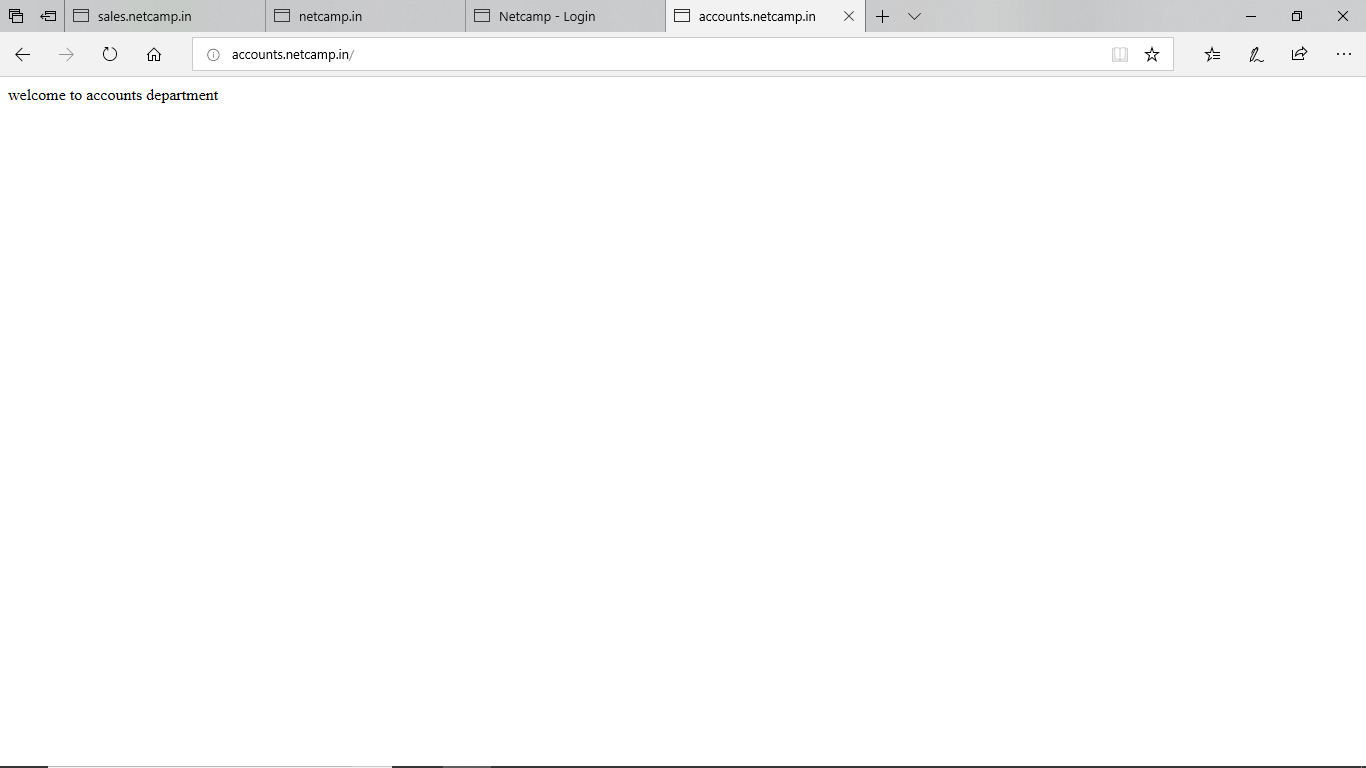 sales.netcamp.in
netcamp.in
Netcamp - Login
accounts.netcamp.in
accounts.netcamp.in/
welcome to accounts department